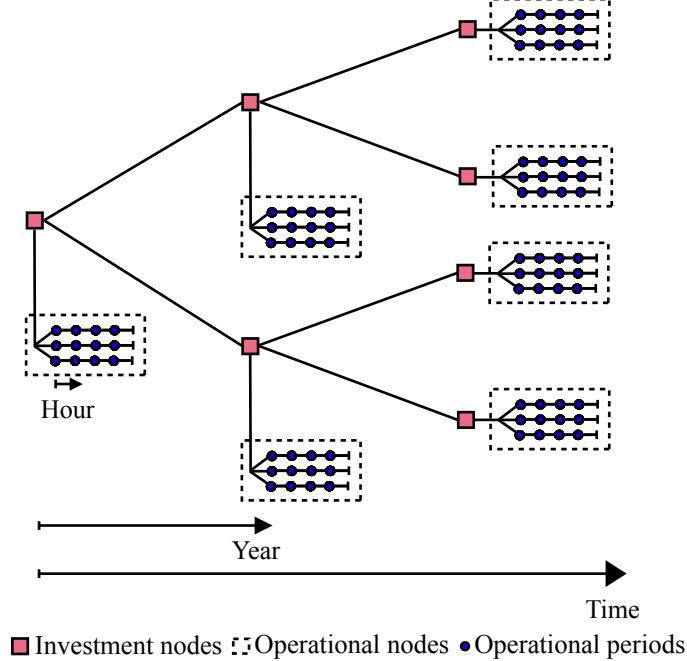 Hour
Year
Time
Investment nodes Operational nodes Operational periods